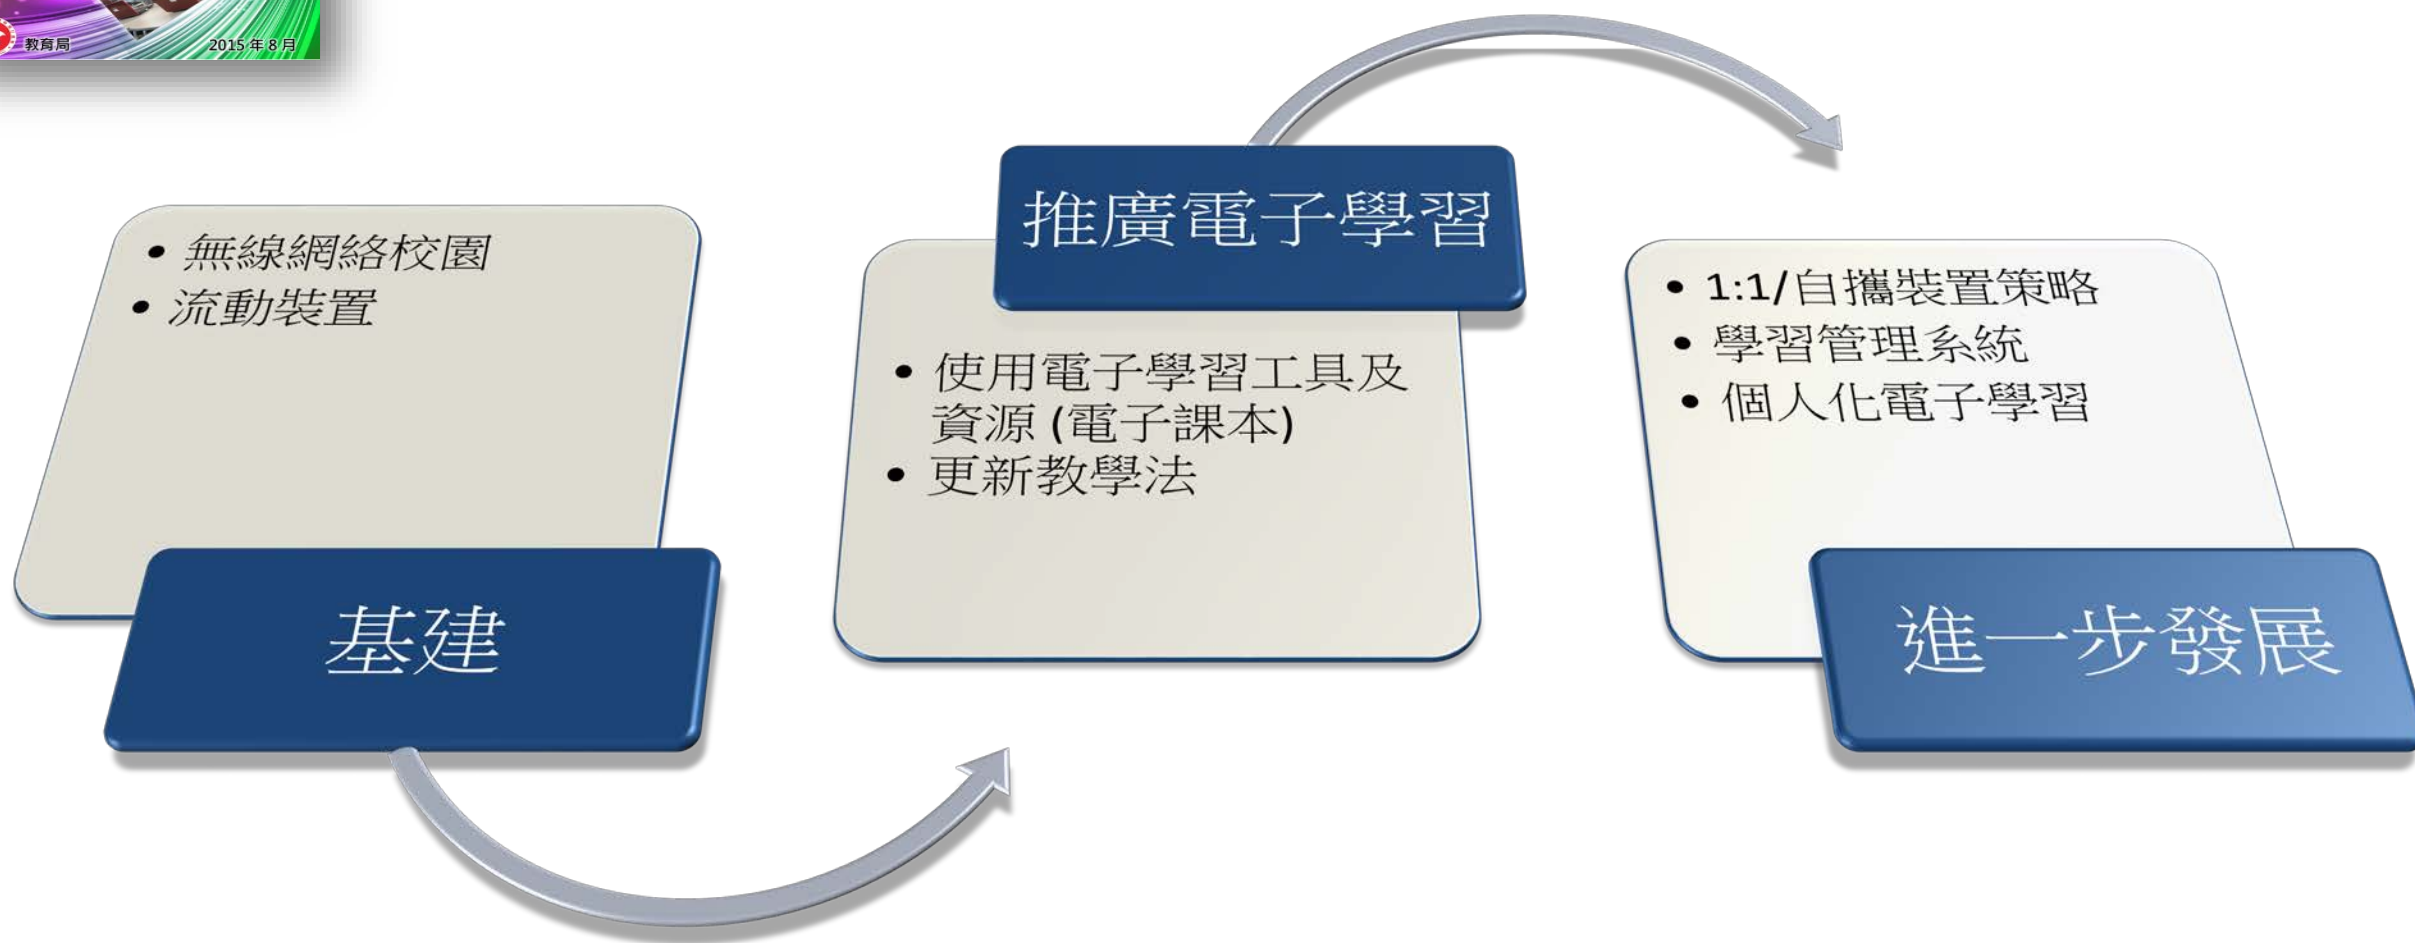 教育局
2015 年 8 月
• 無線網絡校園
• 流動裝置
基建
推廣電子學習
• 使用電子學習工具及
資源 (電子課本)
• 更新教學法
• 1:1/自攜裝置策略
• 學習管理系統
• 個人化電子學習
進一步發展